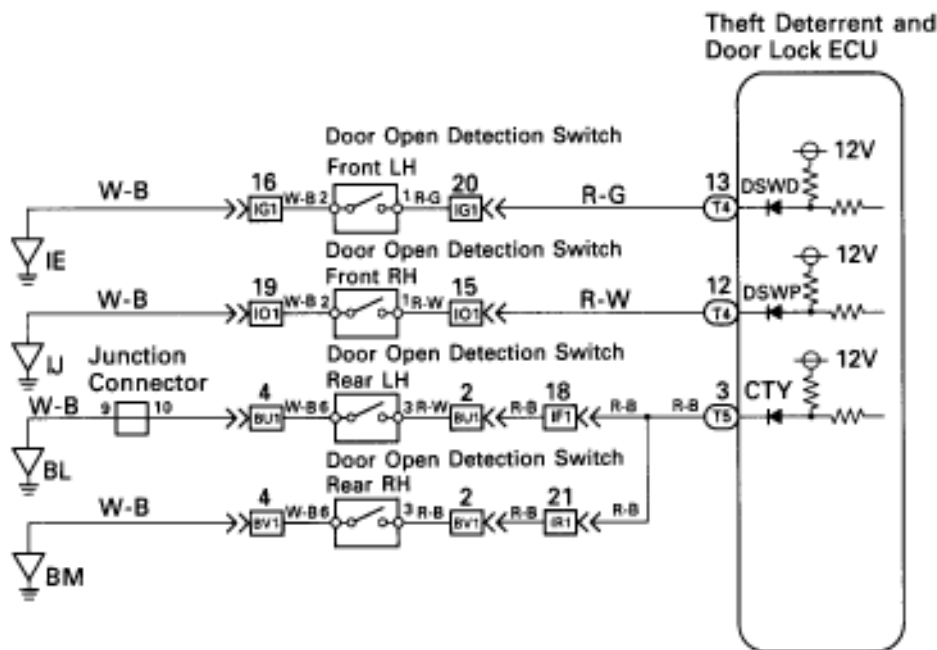 Theft Deterrent and
Door Lock ECU
Door Open Detection Switch
Front LH
12V
W-B 16 IG1 W-B 2 1 R-G 20 IG1 R-G 13 T4 DSWD
IE
Door Open Detection Switch
Front RH
12V
W-B 19 IO1 W-B 2 1 R-W 15 IO1 R-W 12 T4 DSWP
IJ
Junction
Connector
Door Open Detection Switch
Rear LH
12V
W-B 9 10 4 BU1 W-B 6 3 R-W 2 BU1 R-B 18 IF1 R-B R-B 3 T5 CTY
BL
Door Open Detection Switch
Rear RH
W-B 4 BV1 W-B 6 3 R-B 2 BV1 R-B 21 IR1 R-B
BM